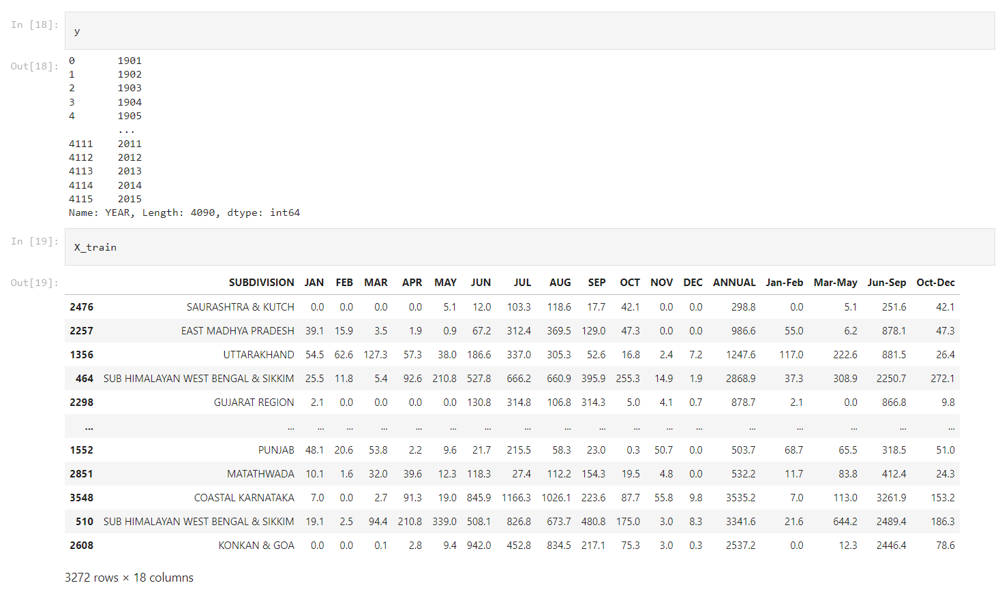 In [18]:
y
Out[18]:
0 1901
1 1902
2 1903
3 1904
4 1905
...
4111 2011
4112 2012
4113 2013
4114 2014
4115 2015
Name: YEAR, Length: 4090, dtype: int64
In [19]:
X_train
Out[19]:
SUBDIVISION JAN FEB MAR APR MAY JUN JUL AUG SEP OCT NOV DEC ANNUAL Jan-Feb Mar-May Jun-Sep Oct-Dec
2476 SAURASHTRA & KUTCH 0.0 0.0 0.0 0.0 5.1 12.0 103.3 118.6 17.7 42.1 0.0 0.0 298.8 0.0 5.1 251.6 42.1
2257 EAST MADHYA PRADESH 39.1 15.9 3.5 1.9 0.9 67.2 312.4 369.5 129.0 47.3 0.0 0.0 986.6 55.0 6.2 878.1 47.3
1356 UTTARAKHAND 54.5 62.6 127.3 57.3 38.0 186.6 337.0 305.3 52.6 16.8 2.4 7.2 1247.6 117.0 222.6 881.5 26.4
464 SUB HIMALAYAN WEST BENGAL & SIKKIM 25.5 11.8 5.4 92.6 210.8 527.8 666.2 660.9 395.9 255.3 14.9 1.9 2868.9 37.3 308.9 2250.7 272.1
2298 GUJARAT REGION 2.1 0.0 0.0 0.0 0.0 130.8 314.8 106.8 314.3 5.0 4.1 0.7 878.7 2.1 0.0 866.8 9.8
... ... ... ... ... ... ... ... ... ... ... ... ... ... ... ... ... ... ...
1552 PUNJAB 48.1 20.6 53.8 2.2 9.6 21.7 215.5 58.3 23.0 0.3 50.7 0.0 503.7 68.7 65.5 318.5 51.0
2851 MATATHWADA 10.1 1.6 32.0 39.6 12.3 118.3 27.4 112.2 154.3 19.5 4.8 0.0 532.2 11.7 83.8 412.4 24.3
3548 COASTAL KARNATAKA 7.0 0.0 2.7 91.3 19.0 845.9 1166.3 1026.1 223.6 87.7 55.8 9.8 3535.2 7.0 113.0 3261.9 153.2
510 SUB HIMALAYAN WEST BENGAL & SIKKIM 19.1 2.5 94.4 210.8 339.0 508.1 826.8 673.7 480.8 175.0 3.0 8.3 3341.6 21.6 644.2 2489.4 186.3
2608 KONKAN & GOA 0.0 0.0 0.1 2.8 9.4 942.0 452.8 834.5 217.1 75.3 3.0 0.3 2537.2 0.0 12.3 2446.4 78.6
3272 rows × 18 columns